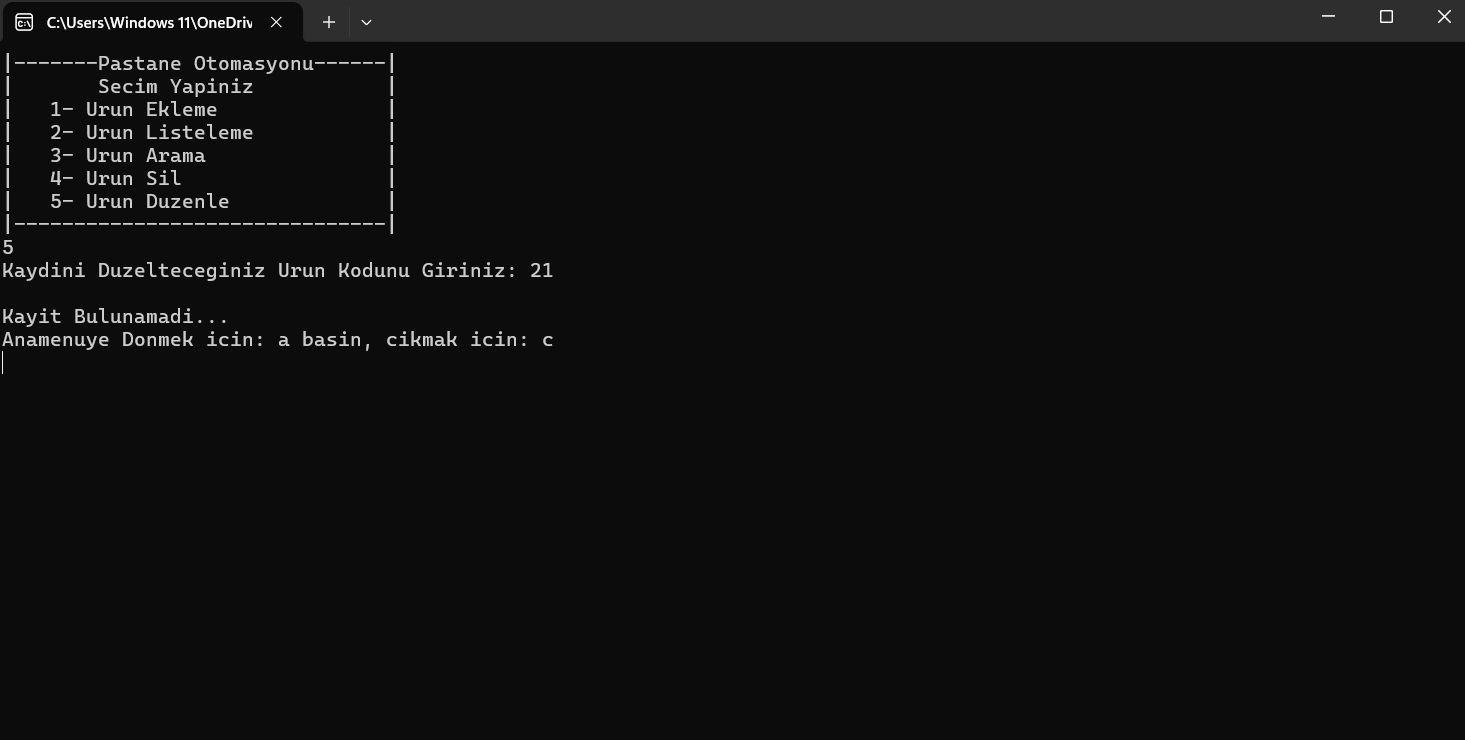 C:\Users\Windows 11\OneDriv
|-------Pastane Otomasyonu------|
|       Secim Yapiniz           |
|   1- Urun Ekleme              |
|   2- Urun Listeleme           |
|   3- Urun Arama               |
|   4- Urun Sil                 |
|   5- Urun Duzenle             |
|-------------------------------|
5
Kaydini Duzelteceginiz Urun Kodunu Giriniz: 21
Kayit Bulunamadi...
Anamenuye Donmek icin: a basin, cikmak icin: c